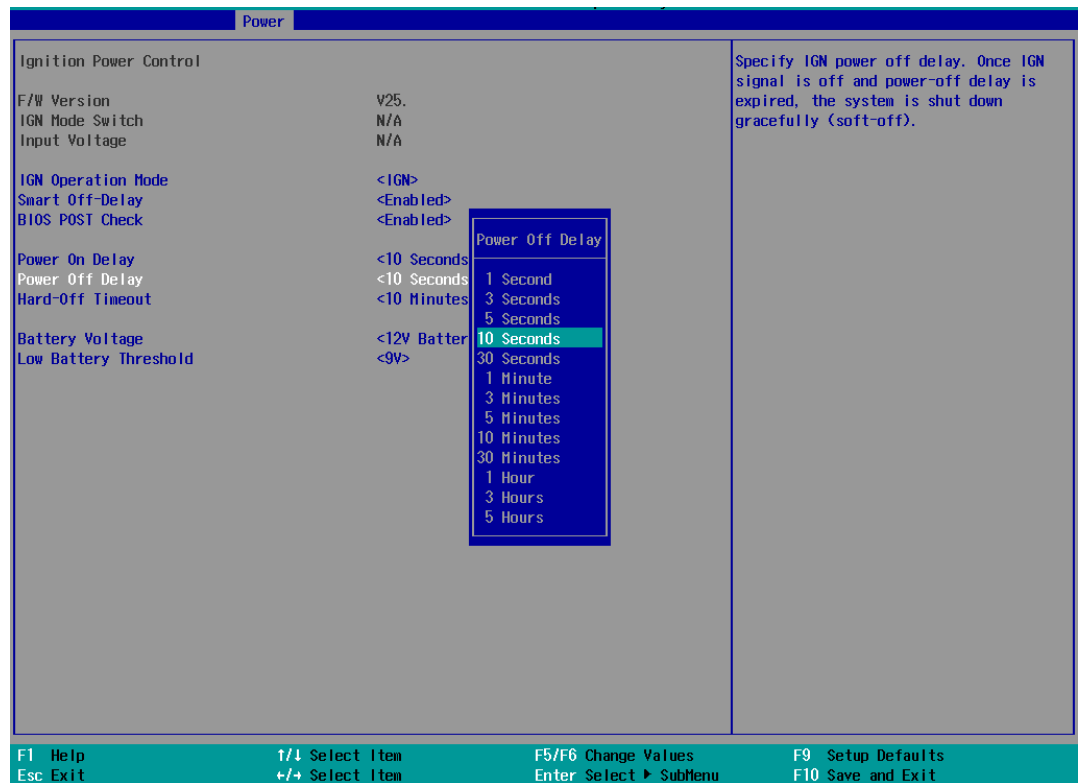 Power
Ignition Power Control
F/W Version V25.
IGN Mode Switch N/A
Input Voltage N/A
IGN Operation Mode <IGN>
Smart Off-Delay <Enabled>
BIOS POST Check <Enabled>
Power On Delay <10 Seconds
Power Off Delay <10 Seconds
Hard-Off Timeout <10 Minutes
Battery Voltage <12V Batter
Low Battery Threshold <9V>
Power Off Delay
1 Second
3 Seconds
5 Seconds
10 Seconds
30 Seconds
1 Minute
3 Minutes
5 Minutes
10 Minutes
30 Minutes
1 Hour
3 Hours
5 Hours
Specify IGN power off delay. Once IGN
signal is off and power-off delay is
expired, the system is shut down
gracefully (soft-off).
F1 Help ↑/↓ Select Item F5/F6 Change Values F9 Setup Defaults
Esc Exit ←/→ Select Item Enter Select ▶ SubMenu F10 Save and Exit